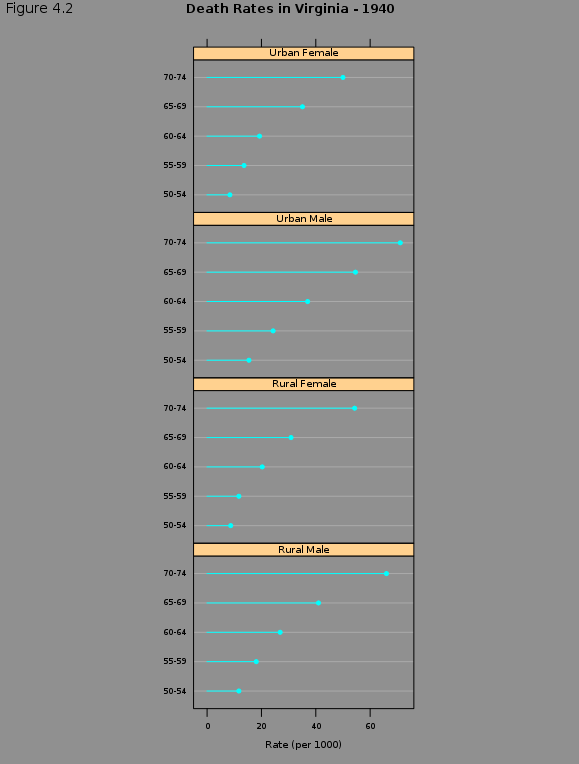 Figure 4.2
Death Rates in Virginia - 1940
Urban Female
70-74
65-69
60-64
55-59
50-54
Urban Male
70-74
65-69
60-64
55-59
50-54
Rural Female
70-74
65-69
60-64
55-59
50-54
Rural Male
70-74
65-69
60-64
55-59
50-54
0 20 40 60
Rate (per 1000)